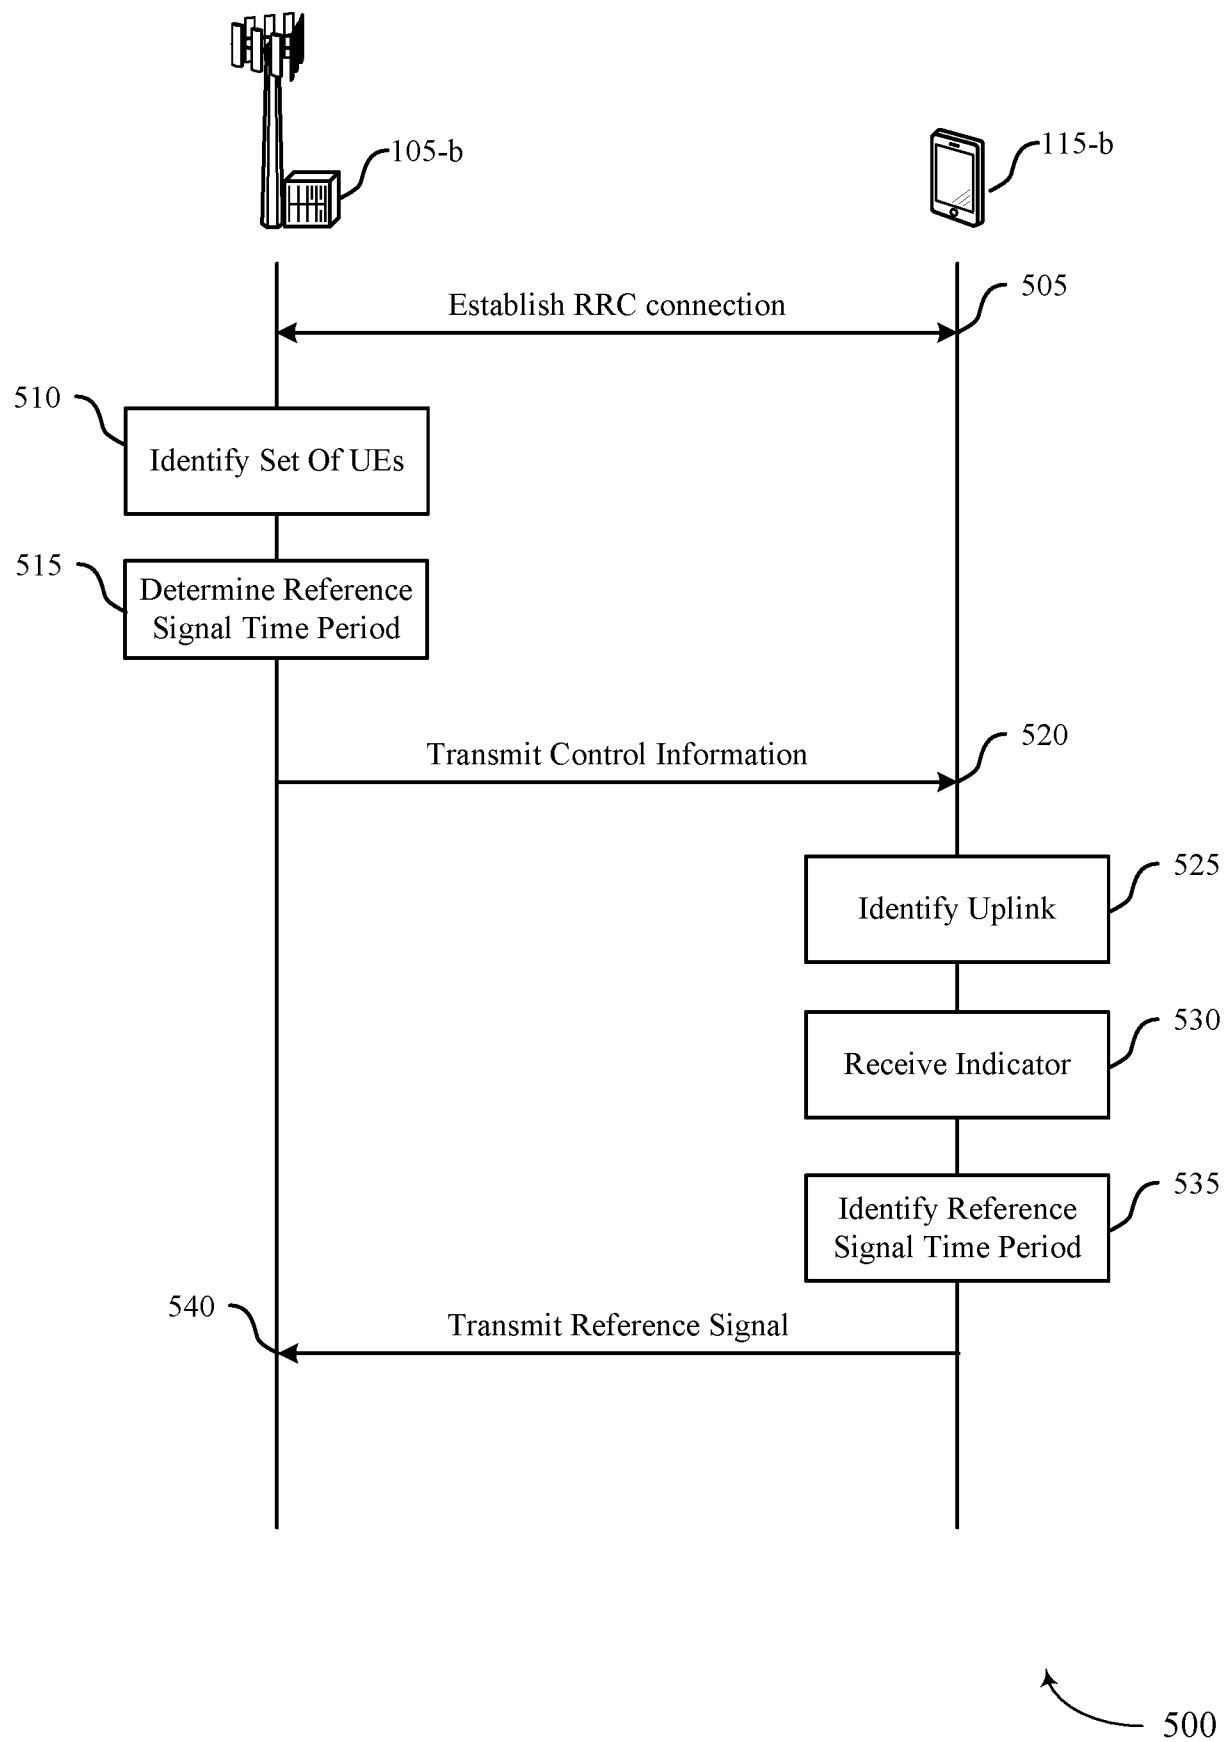 105-b
115-b
505
Establish RRC connection
510
Identify Set Of UEs
515
Determine Reference
Signal Time Period
520
Transmit Control Information
525
Identify Uplink
530
Receive Indicator
535
Identify Reference
Signal Time Period
540
Transmit Reference Signal
500